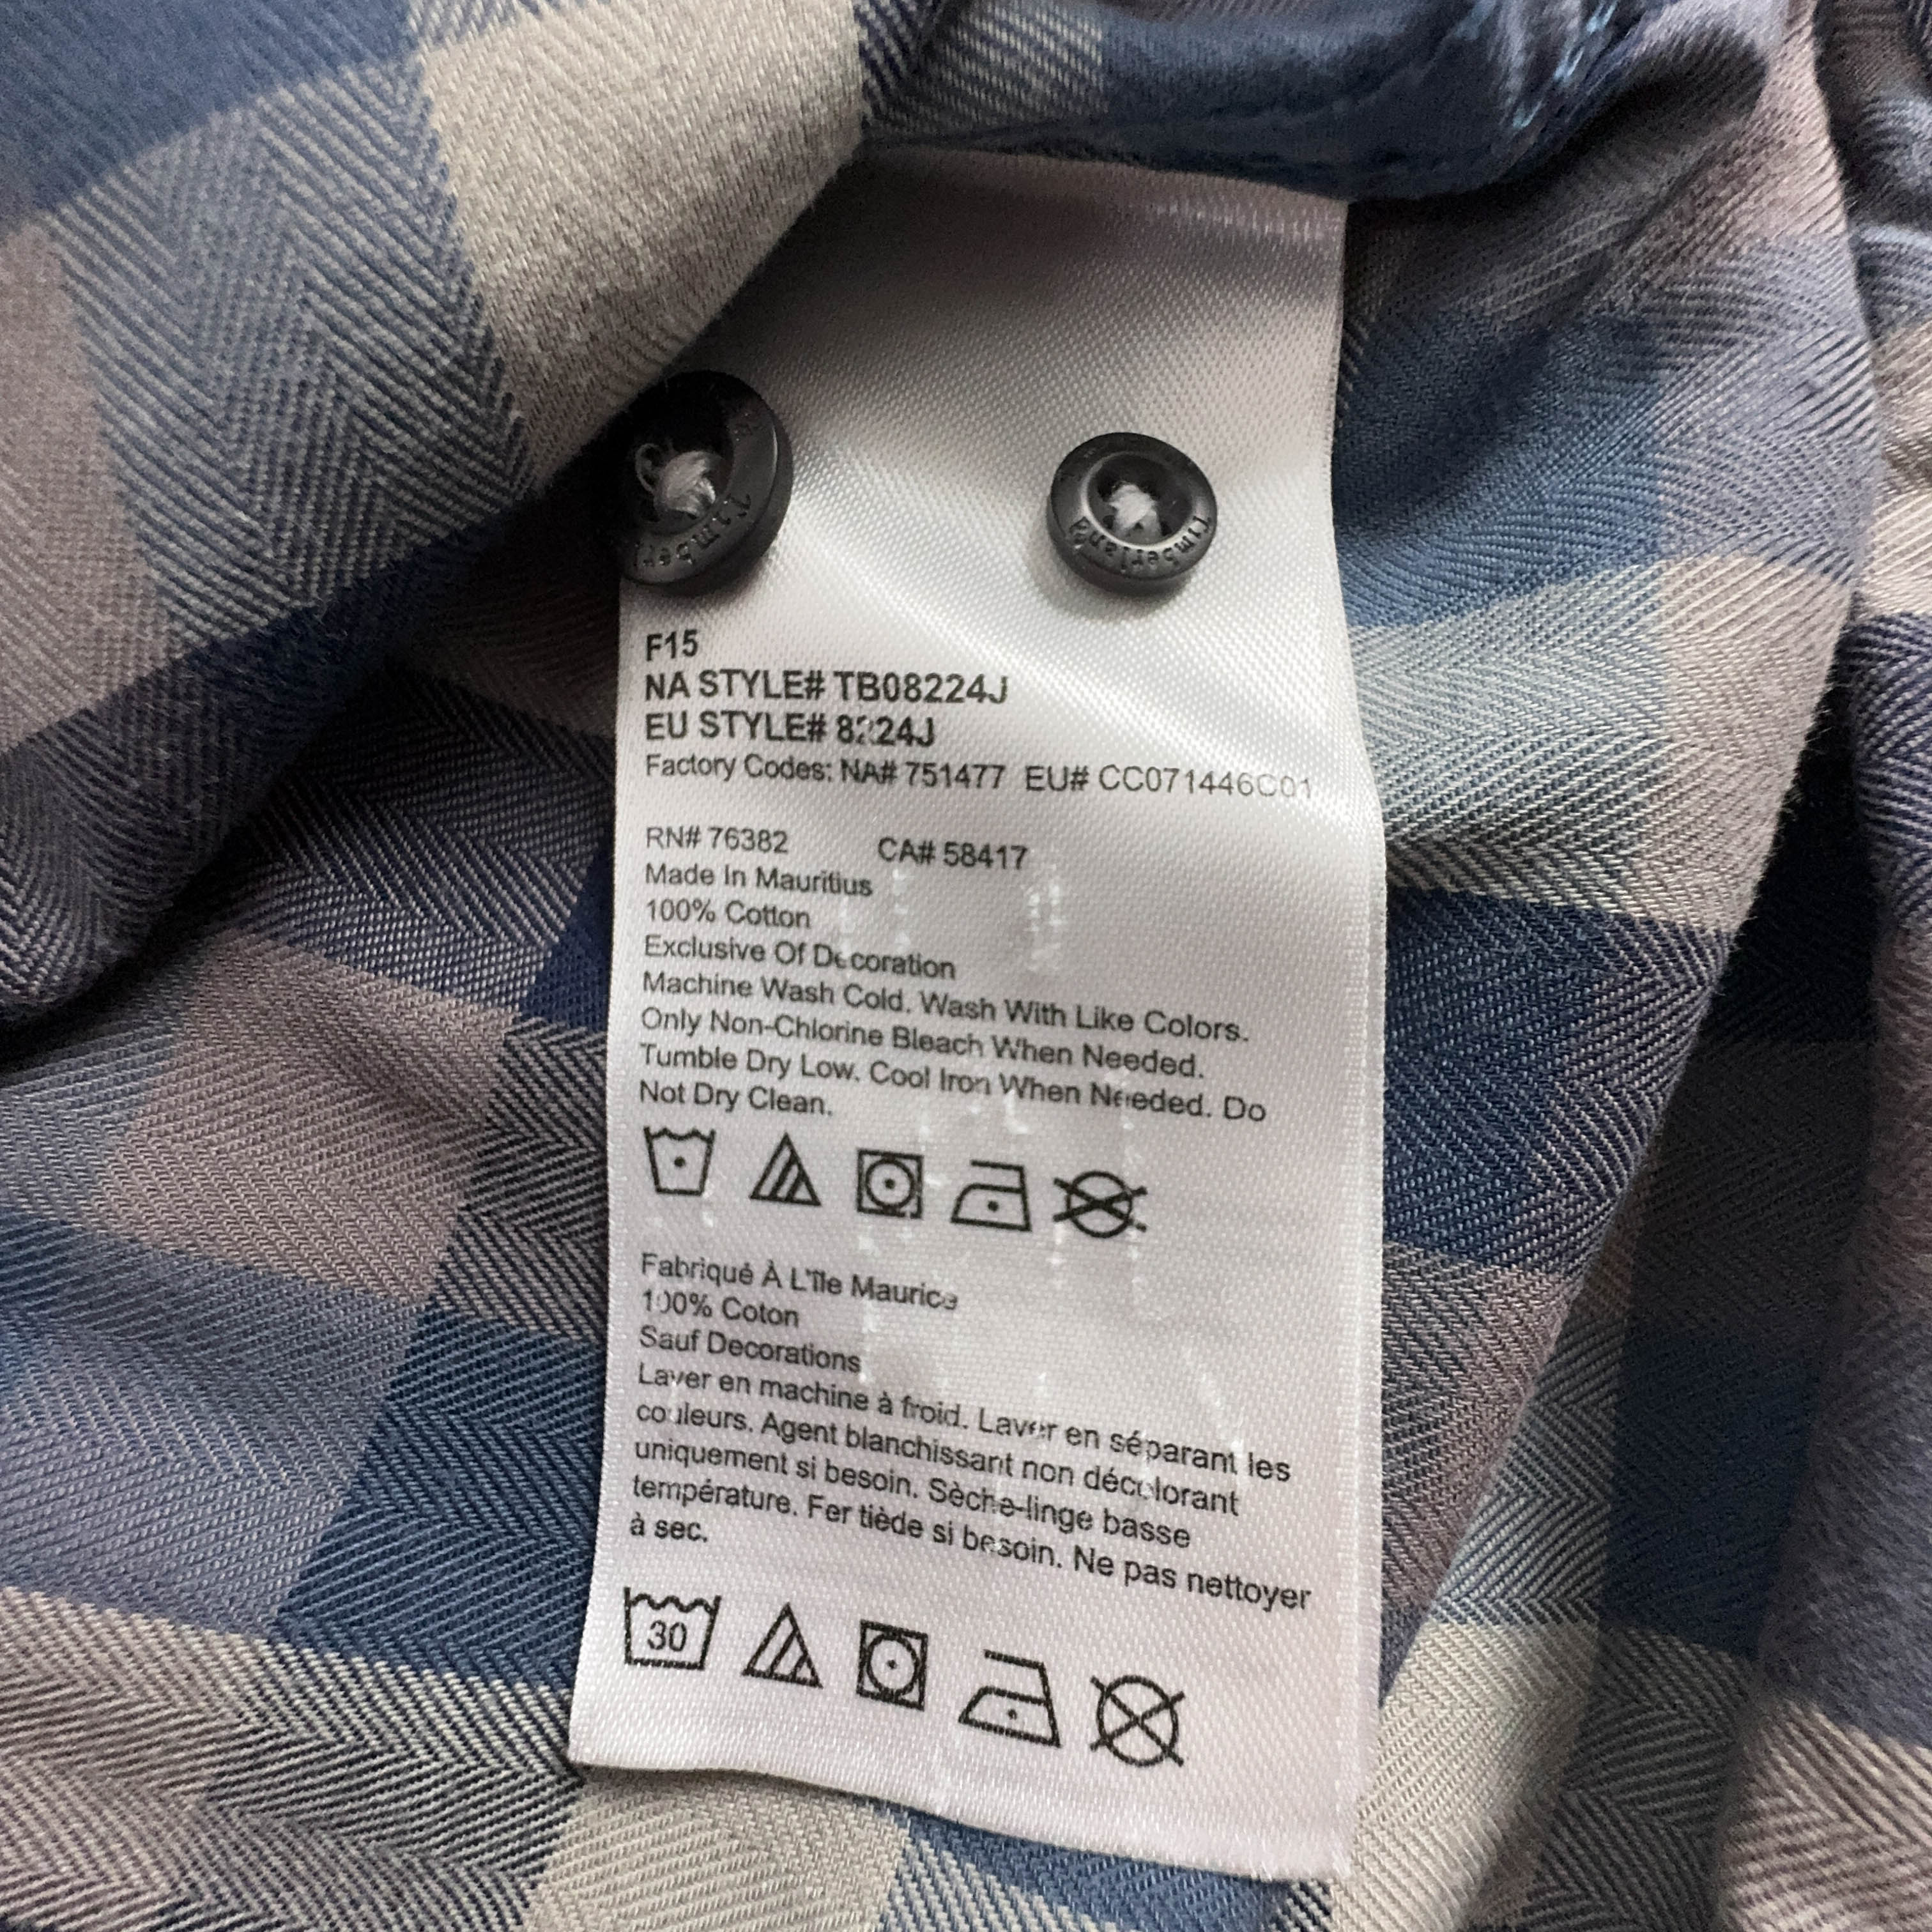 Timberl
Timberland
F15
NA STYLE# TB08224J
EU STYLE# 8224J
Factory Codes: NA# 751477 EU# CC071446C01
RN# 76382 CA# 58417
Made In Mauritius
100% Cotton
Exclusive Of Decoration
Machine Wash Cold. Wash With Like Colors.
Only Non-Chlorine Bleach When Needed.
Tumble Dry Low. Cool Iron When Needed. Do
Not Dry Clean.
Fabriqué À L'île Maurice
100% Coton
Sauf Decorations
Laver en machine à froid. Laver en séparant les
couleurs. Agent blanchissant non décolorant
uniquement si besoin. Sèche-linge basse
température. Fer tiède si besoin. Ne pas nettoyer
à sec.
30